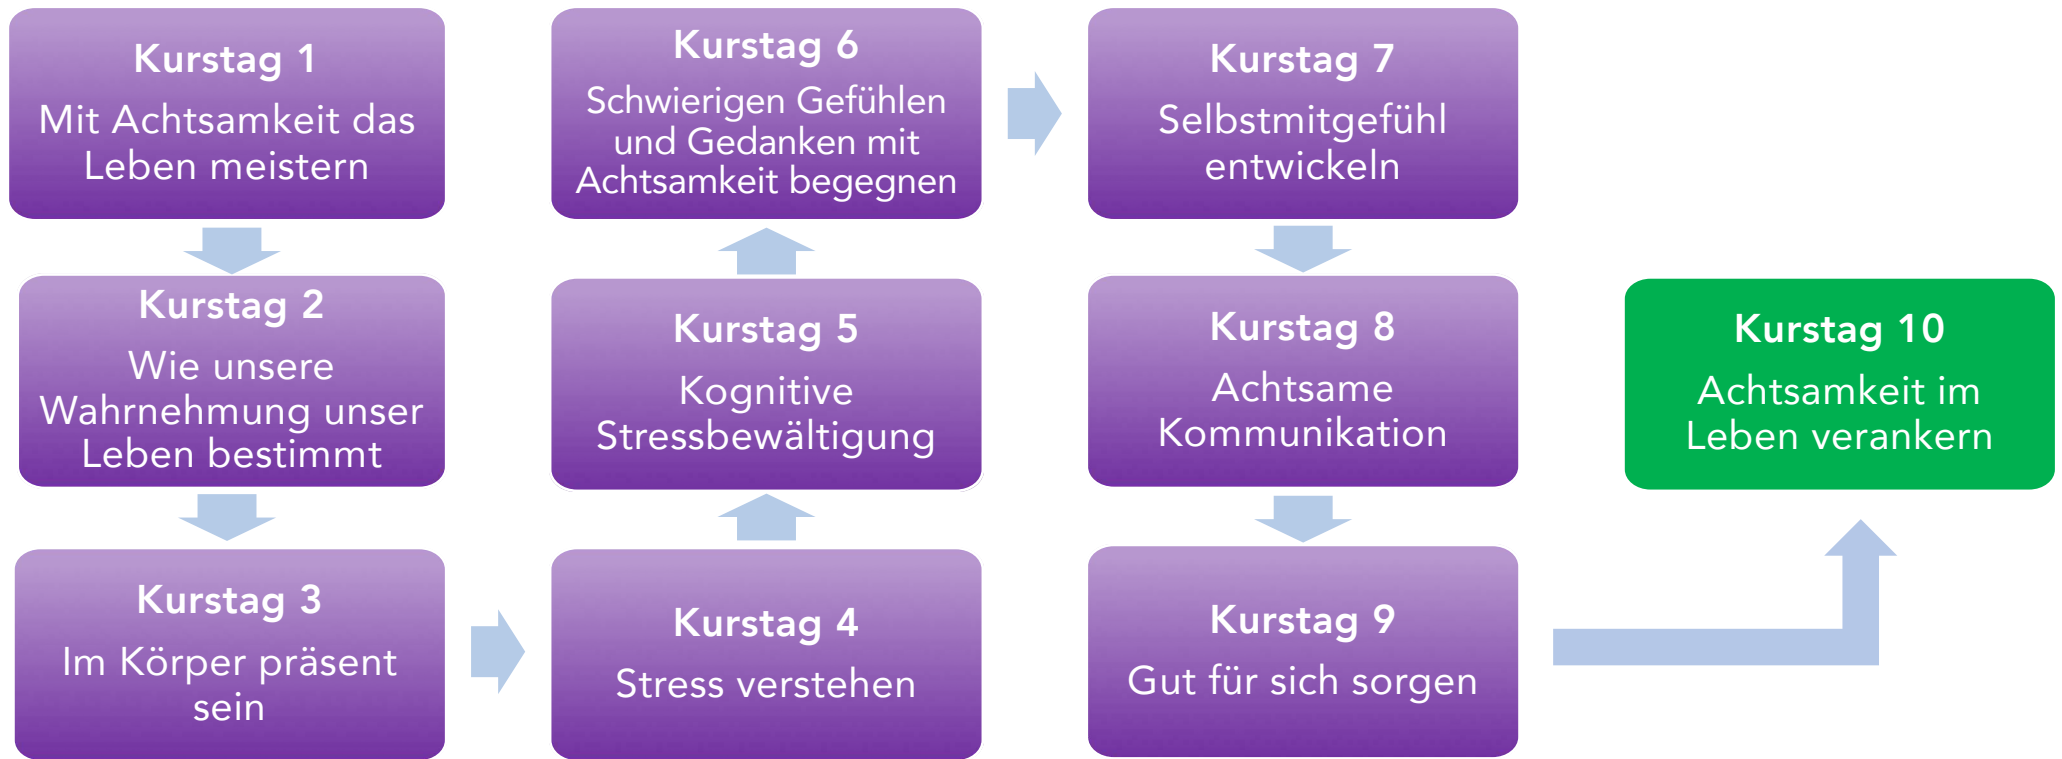 Kurstag 1
Mit Achtsamkeit das
Leben meistern
Kurstag 2
Wie unsere
Wahrnehmung unser
Leben bestimmt
Kurstag 3
Im Körper präsent
sein
Kurstag 4
Stress verstehen
Kurstag 5
Kognitive
Stressbewältigung
Kurstag 6
Schwierigen Gefühlen
und Gedanken mit
Achtsamkeit begegnen
Kurstag 7
Selbstmitgefühl
entwickeln
Kurstag 8
Achtsame
Kommunikation
Kurstag 9
Gut für sich sorgen
Kurstag 10
Achtsamkeit im
Leben verankern